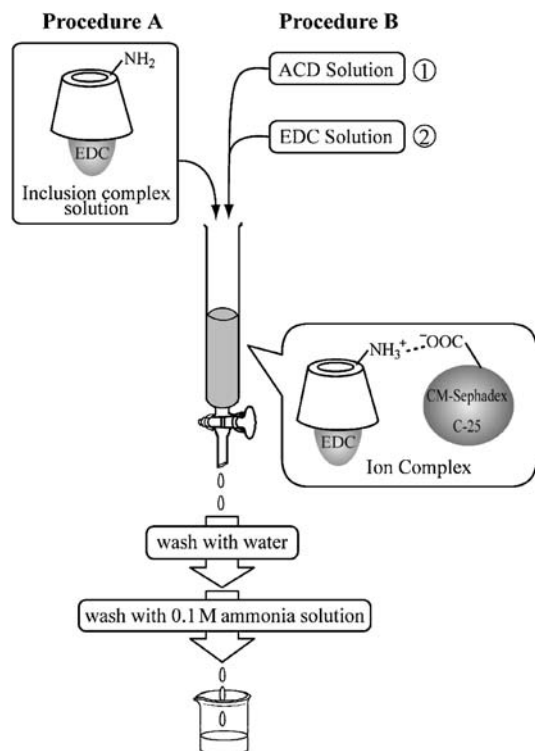 Procedure A
Procedure B
NH2
EDC
Inclusion complex
solution
ACD Solution ①
EDC Solution ②
NH3+ -OOC
EDC
CM-Sephadex
C-25
Ion Complex
wash with water
wash with 0.1 M ammonia solution